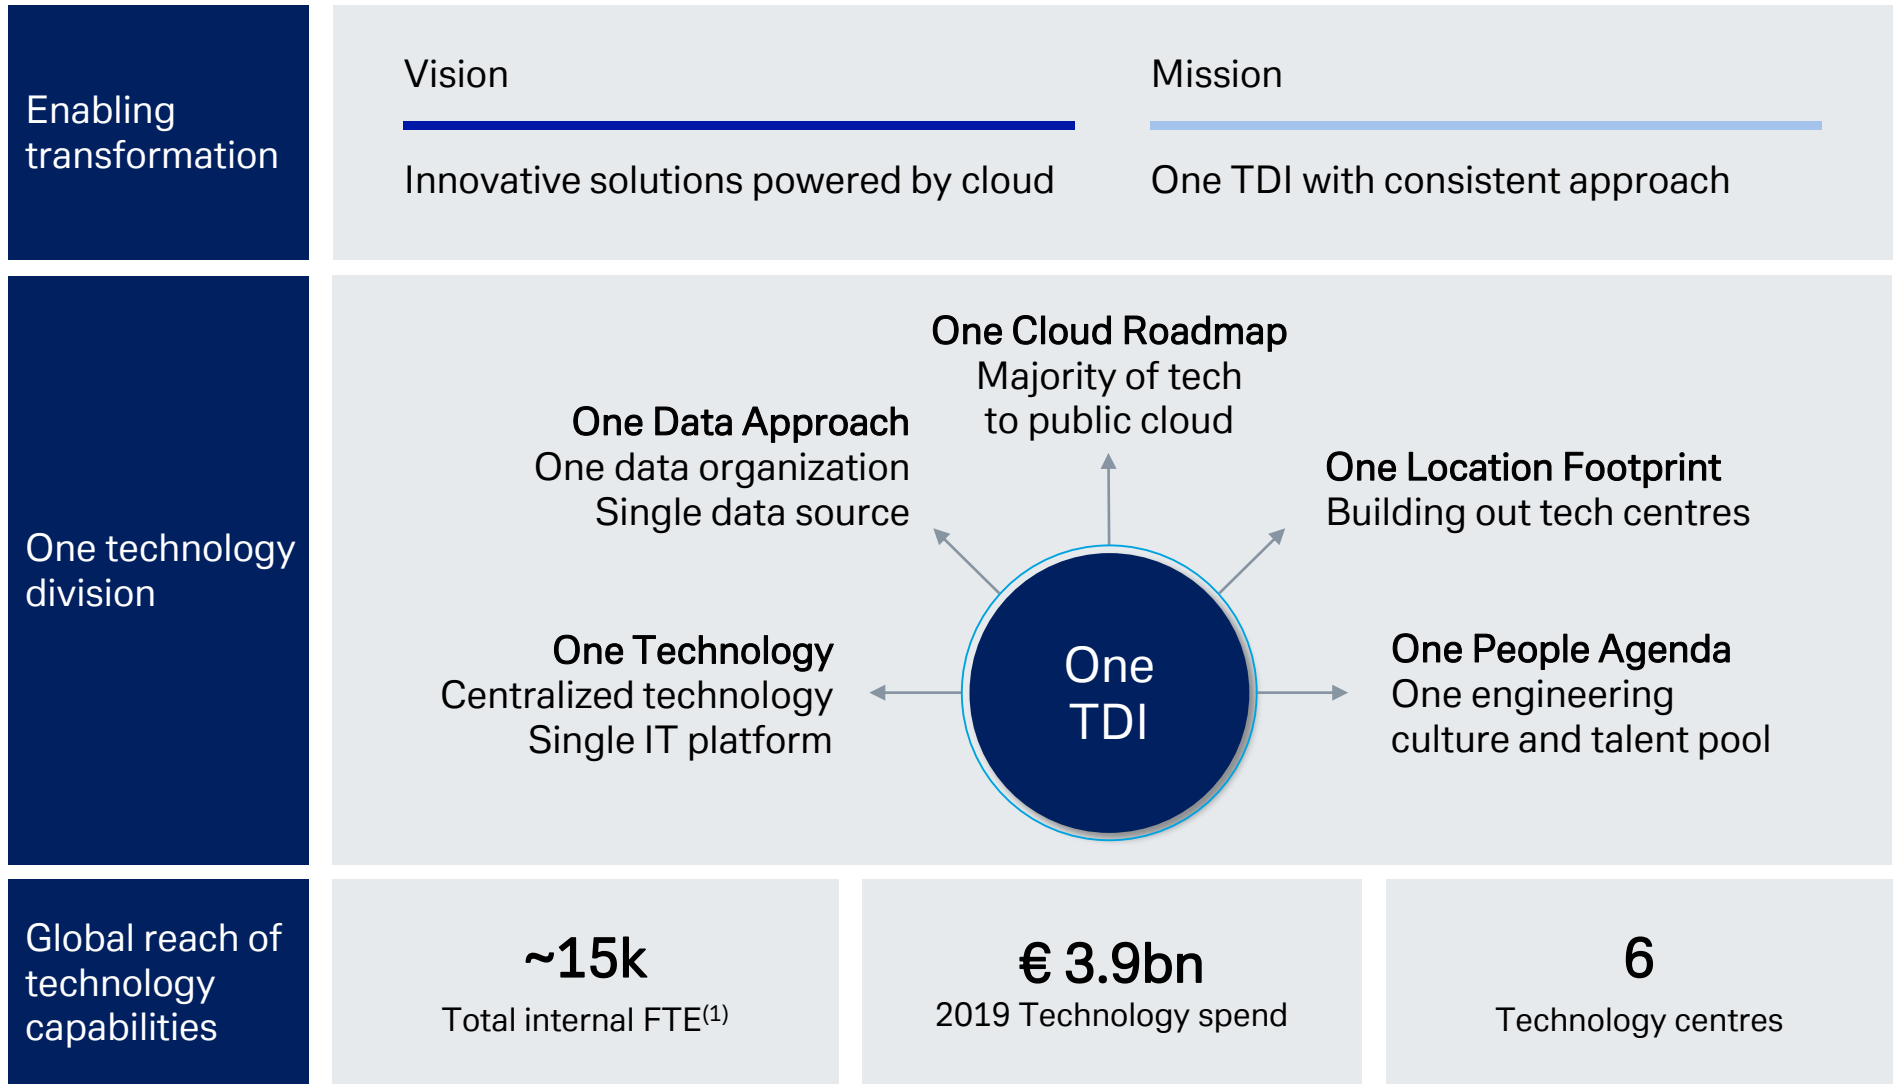 Enabling
transformation
Vision
Innovative solutions powered by cloud
Mission
One TDI with consistent approach
One technology
division
One Cloud Roadmap
Majority of tech
to public cloud
One Data Approach
One data organization
Single data source
One Location Footprint
Building out tech centres
One Technology
Centralized technology
Single IT platform
One
TDI
One People Agenda
One engineering
culture and talent pool
Global reach of
technology
capabilities
~15k
Total internal FTE(1)
€ 3.9bn
2019 Technology spend
6
Technology centres